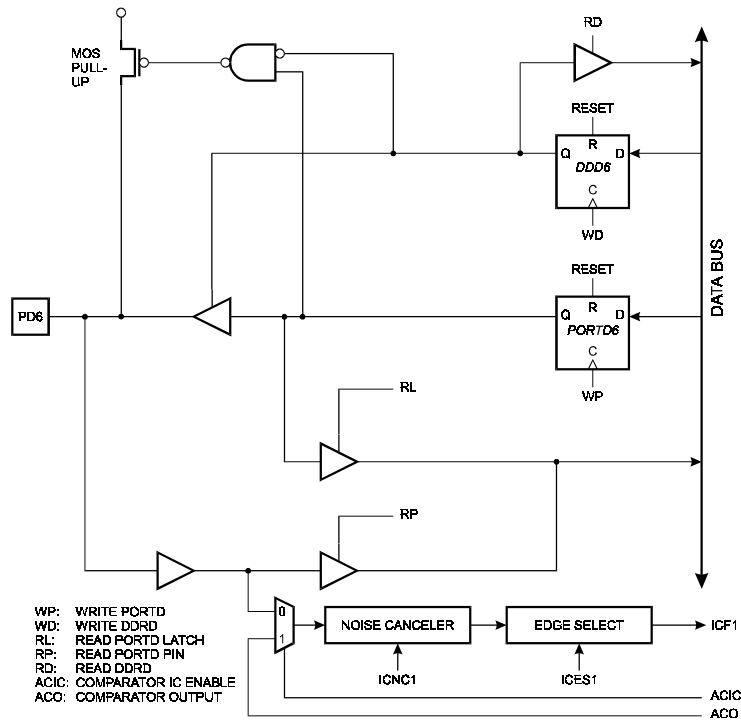 RD
MOS
PULL-
UP
RESET
R
Q
D
DDD6
C
WD
DATA BUS
RESET
R
Q
D
PORTD6
C
WP
PD6
RL
RP
0
1
NOISE CANCELER
EDGE SELECT
ICF1
ICNC1
ICES1
ACIC
ACO
WP: WRITE PORTD
WD: WRITE DDRD
RL: READ PORTD LATCH
RP: READ PORTD PIN
RD: READ DDRD
ACIC: COMPARATOR IC ENABLE
ACO: COMPARATOR OUTPUT